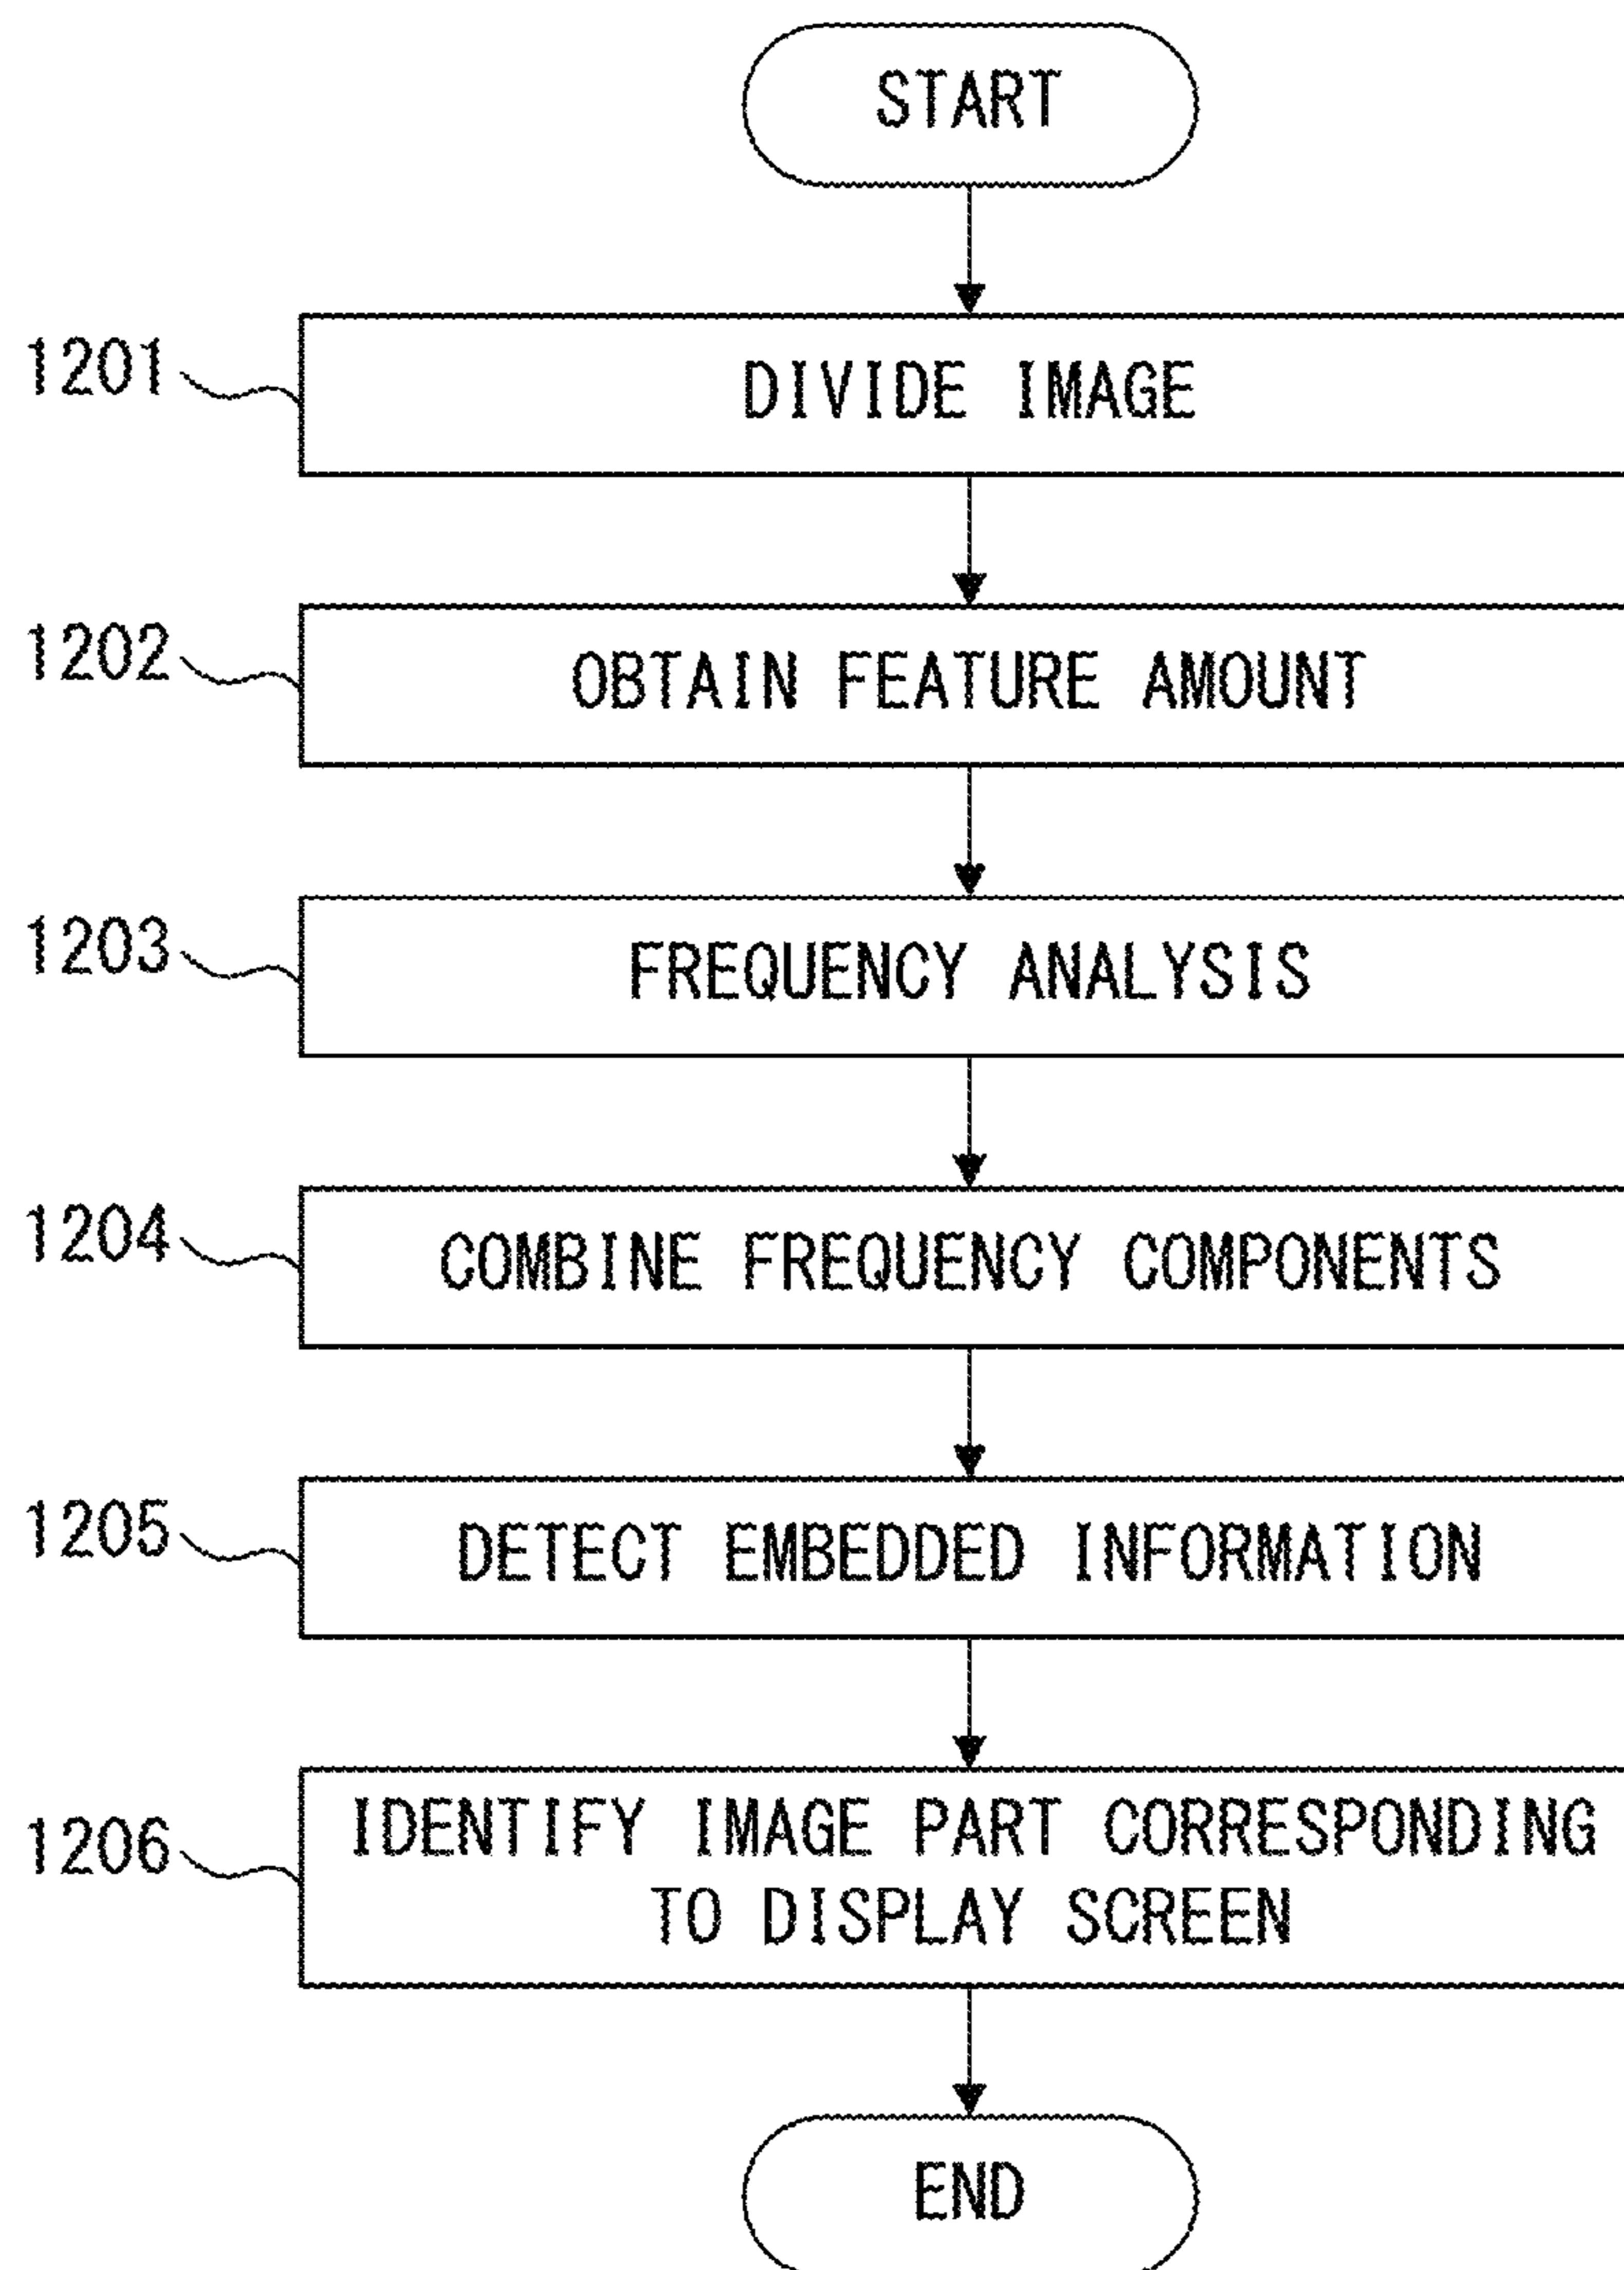 START
1201
DIVIDE IMAGE
1202
OBTAIN FEATURE AMOUNT
1203
FREQUENCY ANALYSIS
1204
COMBINE FREQUENCY COMPONENTS
1205
DETECT EMBEDDED INFORMATION
1206
IDENTIFY IMAGE PART CORRESPONDING
TO DISPLAY SCREEN
END